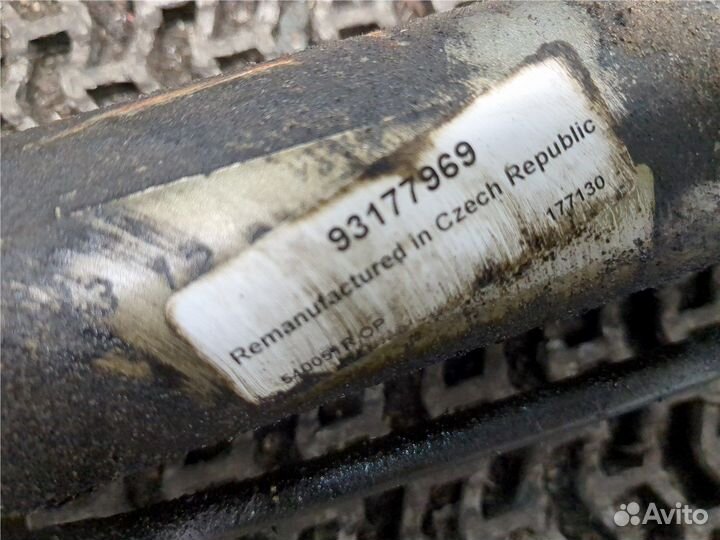 93177969
Remanufactured in Czech Republic
177130
Avito